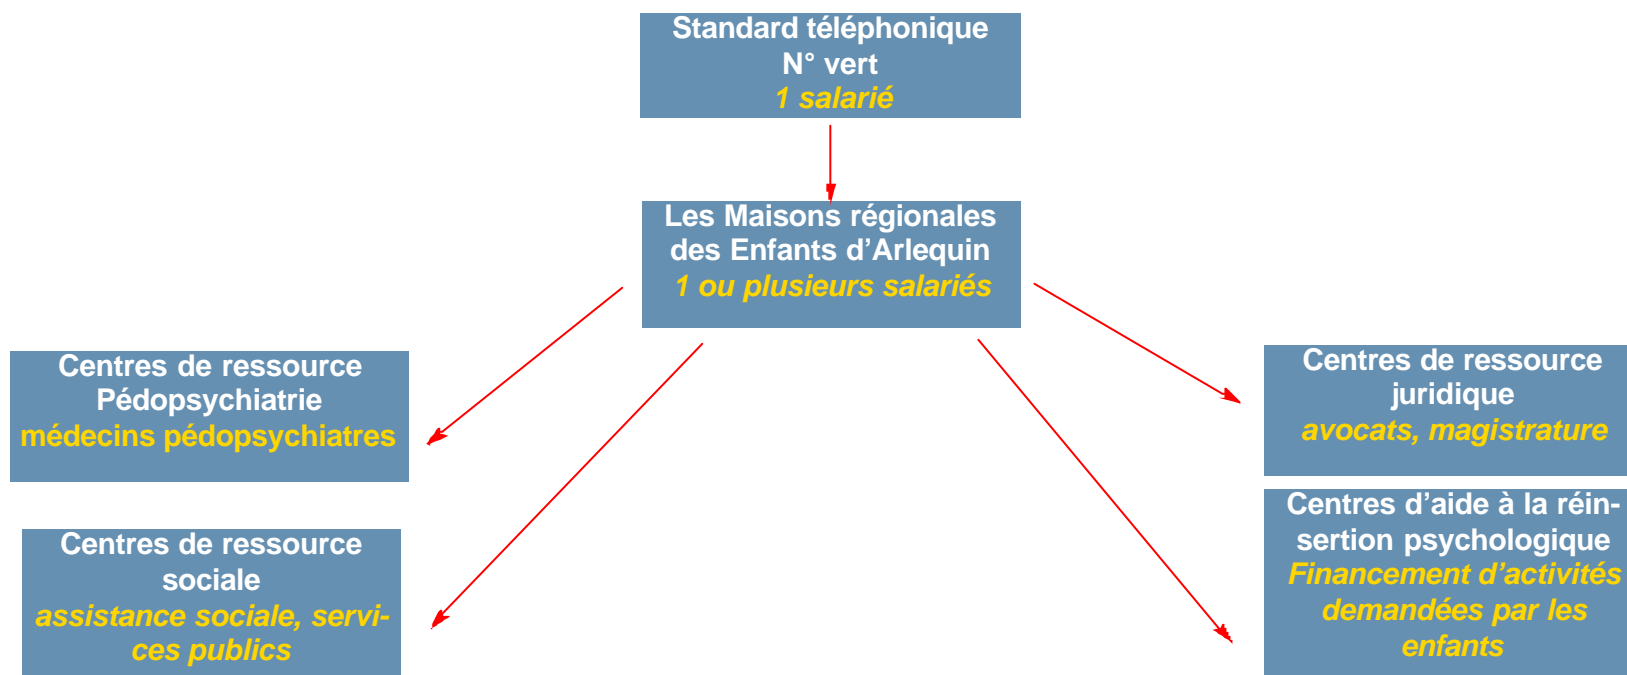 Standard téléphonique
N° vert
1 salarié
Les Maisons régionales
des Enfants d’Arlequin
1 ou plusieurs salariés
Centres de ressource
Pédopsychiatrie
médecins pédopsychiatres
Centres de ressource
juridique
avocats, magistrature
Centres de ressource
sociale
assistance sociale, servi-
ces publics
Centres d’aide à la réin-
sertion psychologique
Financement d’activités
demandées par les
enfants